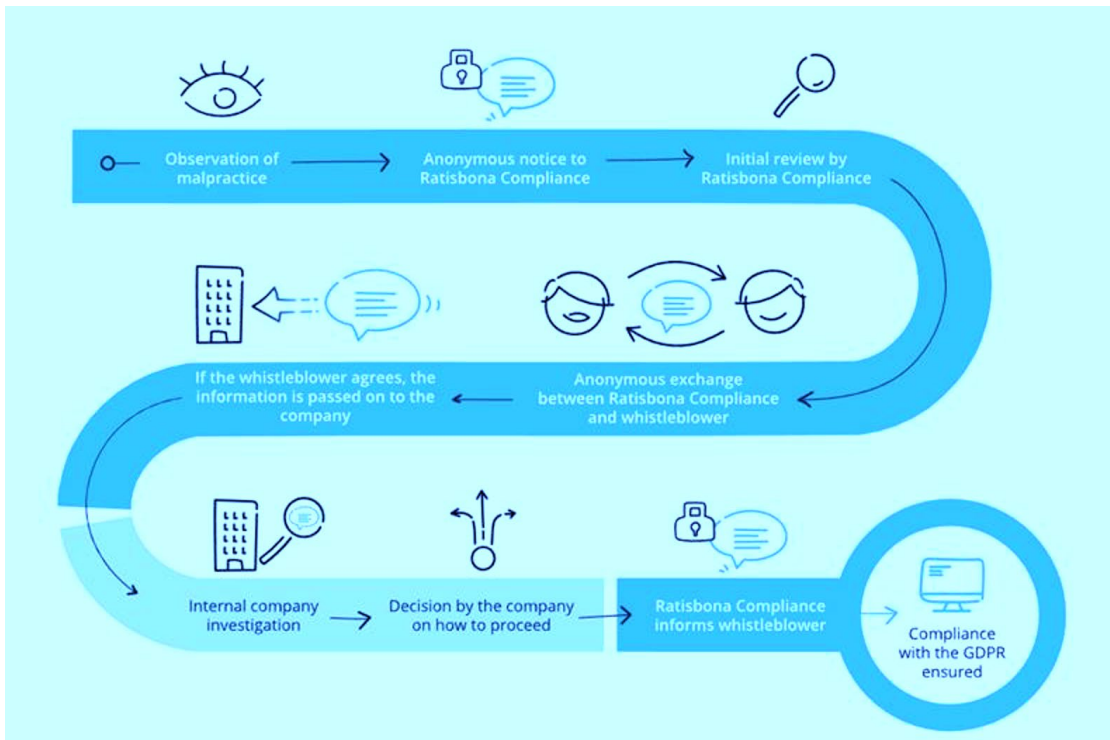 Observation of
malpractice
Anonymous notice to
Ratisbona Compliance
Initial review by
Ratisbona Compliance
Anonymous exchange
between Ratisbona Compliance
and whistleblower
If the whistleblower agrees, the
information is passed on to the
company
Internal company
investigation
Decision by the company
on how to proceed
Ratisbona Compliance
informs whistleblower
Compliance
with the GDPR
ensured